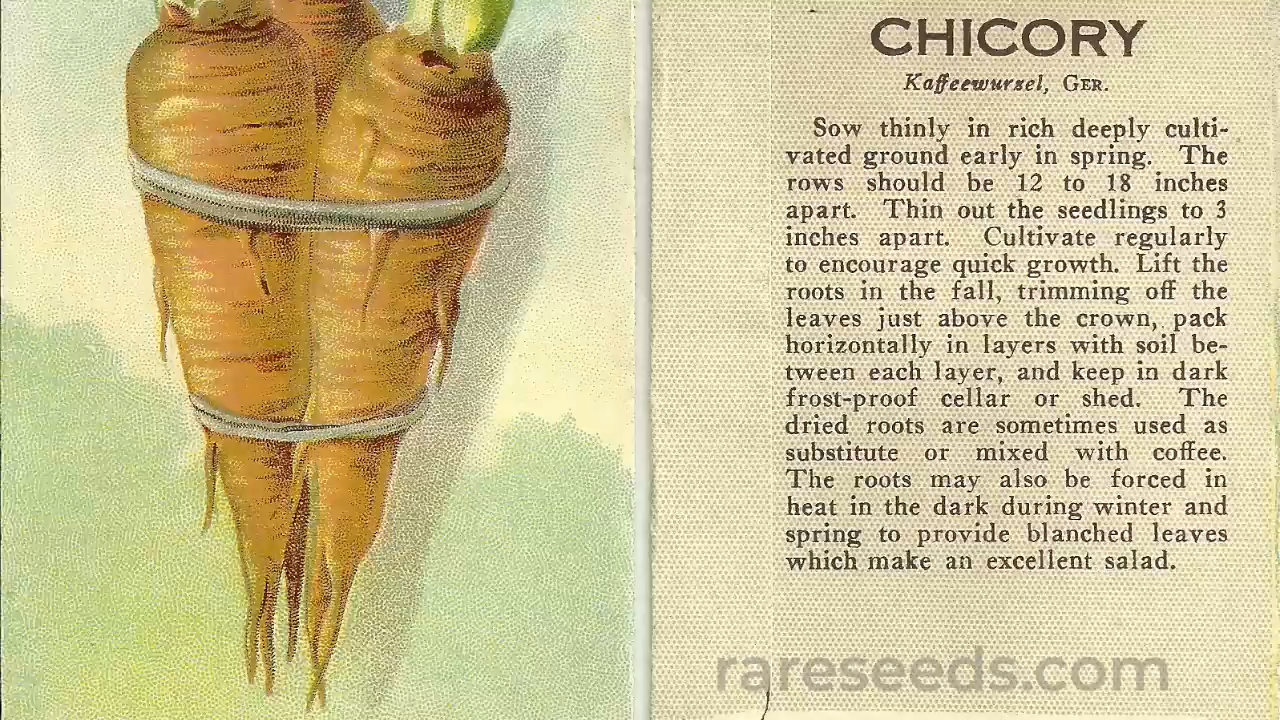 CHICORY
Kaffeewurzel, GER.
Sow thinly in rich deeply culti-
vated ground early in spring. The
rows should be 12 to 18 inches
apart. Thin out the seedlings to 3
inches apart. Cultivate regularly
to encourage quick growth. Lift the
roots in the fall, trimming off the
leaves just above the crown, pack
horizontally in layers with soil be-
tween each layer, and keep in dark
frost-proof cellar or shed. The
dried roots are sometimes used as
substitute or mixed with coffee.
The roots may also be forced in
heat in the dark during winter and
spring to provide blanched leaves
which make an excellent salad.
rareseeds.com